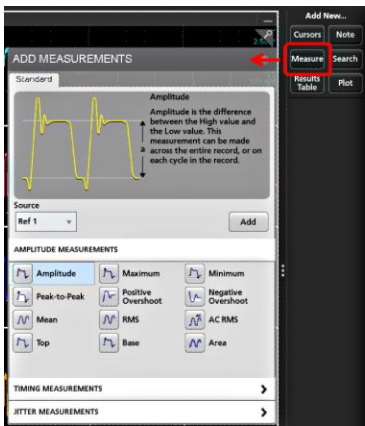 Add New...
Cursors Note
Measure Search
Results Table Plot
ADD MEASUREMENTS
Standard
Amplitude
Amplitude is the difference
between the High value and
the Low value. This
measurement can be made
across the entire record, or on
each cycle in the record.
a
Source
Ref 1
Add
AMPLITUDE MEASUREMENTS
Amplitude Maximum Minimum
Peak-to-Peak Positive Overshoot Negative Overshoot
Mean RMS AC RMS
Top Base Area
TIMING MEASUREMENTS
JITTER MEASUREMENTS